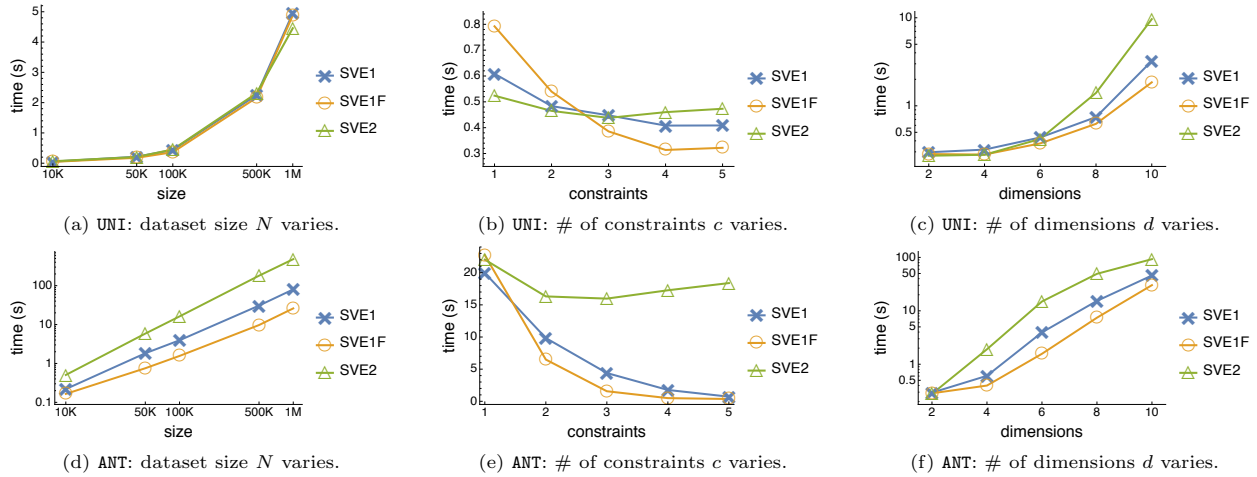 5
4
3
2
1
0
time (s)
10K 50K 100K 500K 1M
size
SVE1
SVE1F
SVE2
(a) UNI: dataset size N varies.
0.8
0.7
0.6
0.5
0.4
0.3
time (s)
1 2 3 4 5
constraints
SVE1
SVE1F
SVE2
(b) UNI: # of constraints c varies.
10
5
1
0.5
time (s)
2 4 6 8 10
dimensions
SVE1
SVE1F
SVE2
(c) UNI: # of dimensions d varies.
100
10
1
0.1
time (s)
10K 50K 100K 500K 1M
size
SVE1
SVE1F
SVE2
(d) ANT: dataset size N varies.
20
15
10
5
0
time (s)
1 2 3 4 5
constraints
SVE1
SVE1F
SVE2
(e) ANT: # of constraints c varies.
100
50
10
5
1
0.5
time (s)
2 4 6 8 10
dimensions
SVE1
SVE1F
SVE2
(f) ANT: # of dimensions d varies.